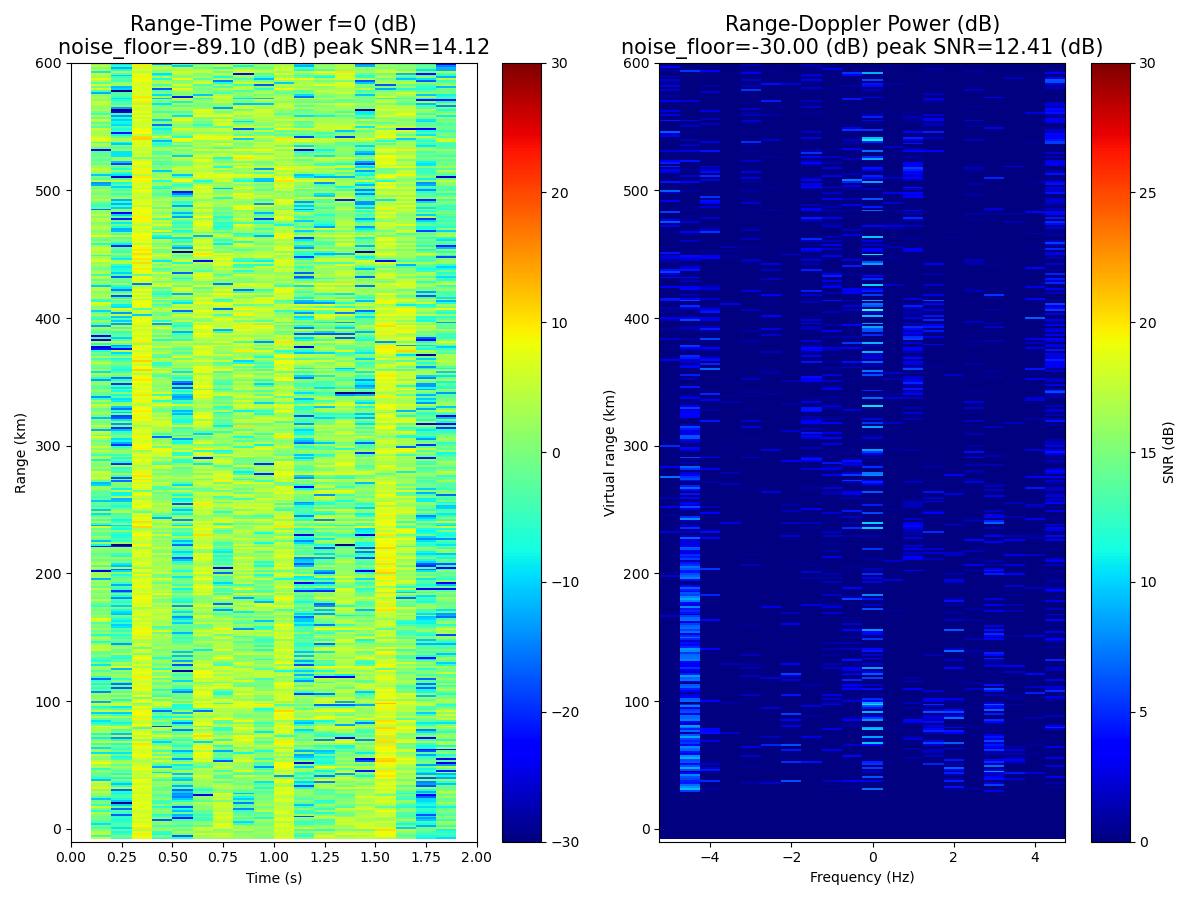 Range-Time Power f=0 (dB)
noise_floor=-89.10 (dB) peak SNR=14.12
Range (km)
600
500
400
300
200
100
0
0.00 0.25 0.50 0.75 1.00 1.25 1.50 1.75 2.00
Time (s)
30
20
10
0
−10
−20
−30
Range-Doppler Power (dB)
noise_floor=-30.00 (dB) peak SNR=12.41 (dB)
Virtual range (km)
600
500
400
300
200
100
0
−4 −2 0 2 4
Frequency (Hz)
30
25
20
15
10
5
0
SNR (dB)